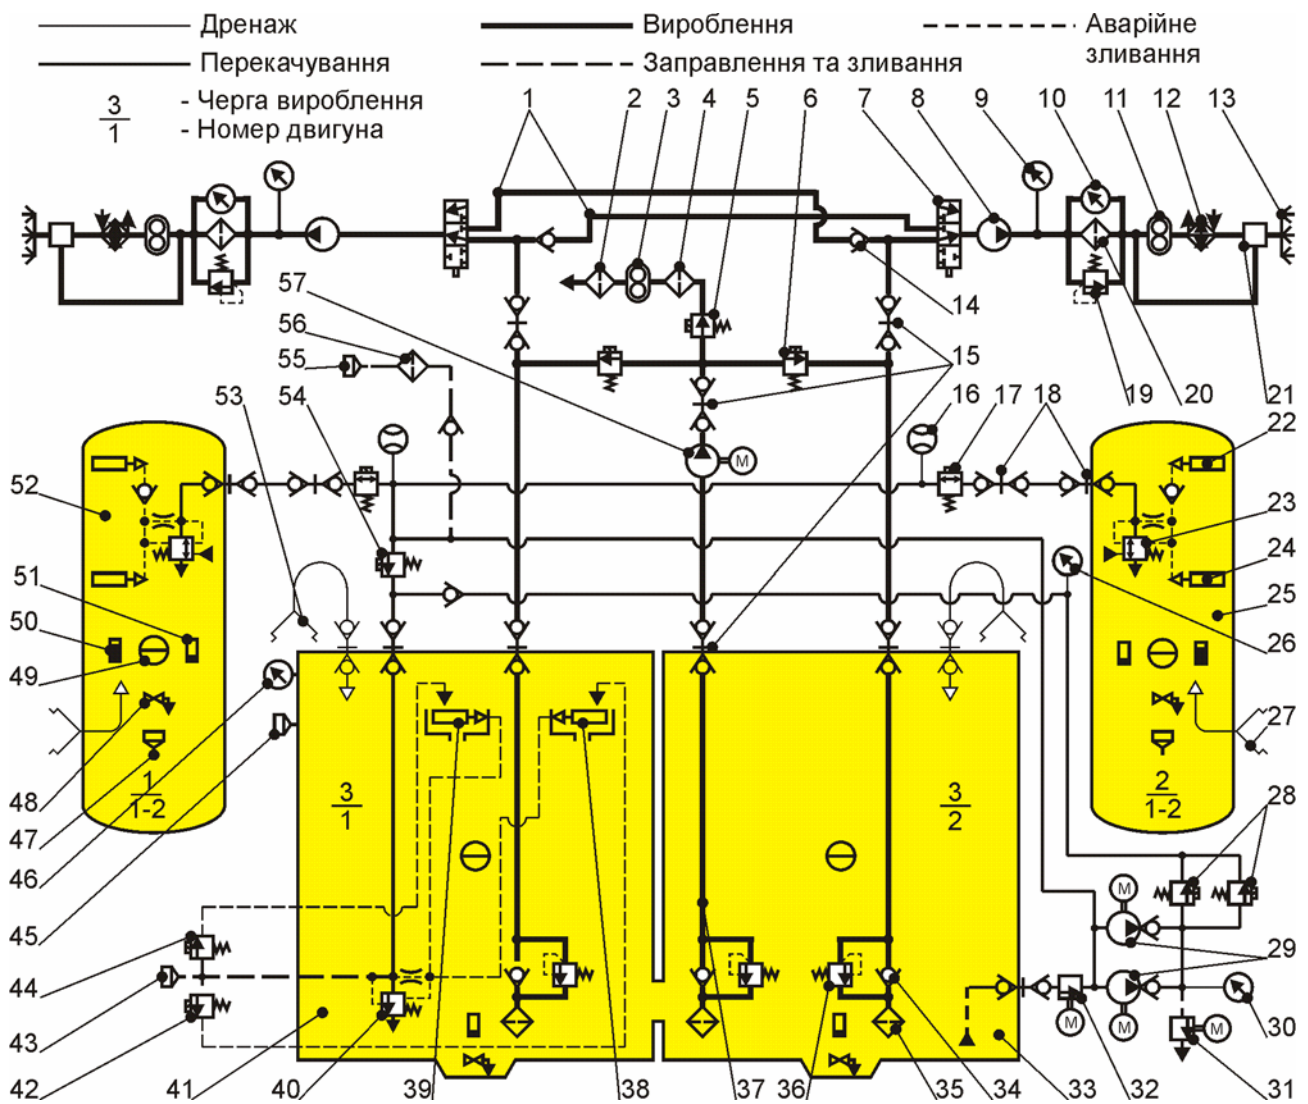 Дренаж
Вироблення
Аварійне
зливання
Перекачування
Заправлення та зливання
3
1
- Черга вироблення
- Номер двигуна
1 2 3 4 5 6 7 8 9 10 11 12 13
57
56
55
53 54
14
15
16 17 18
19 20 21
22
52
23
24
25
51
50
49
26
27
48
47
46
45
44
43
42
1
1-2
3
1
3
2
2
1-2
28
29
30
M
M
M
M
M
41 40 39 38 37 36 35 34 33 32 31